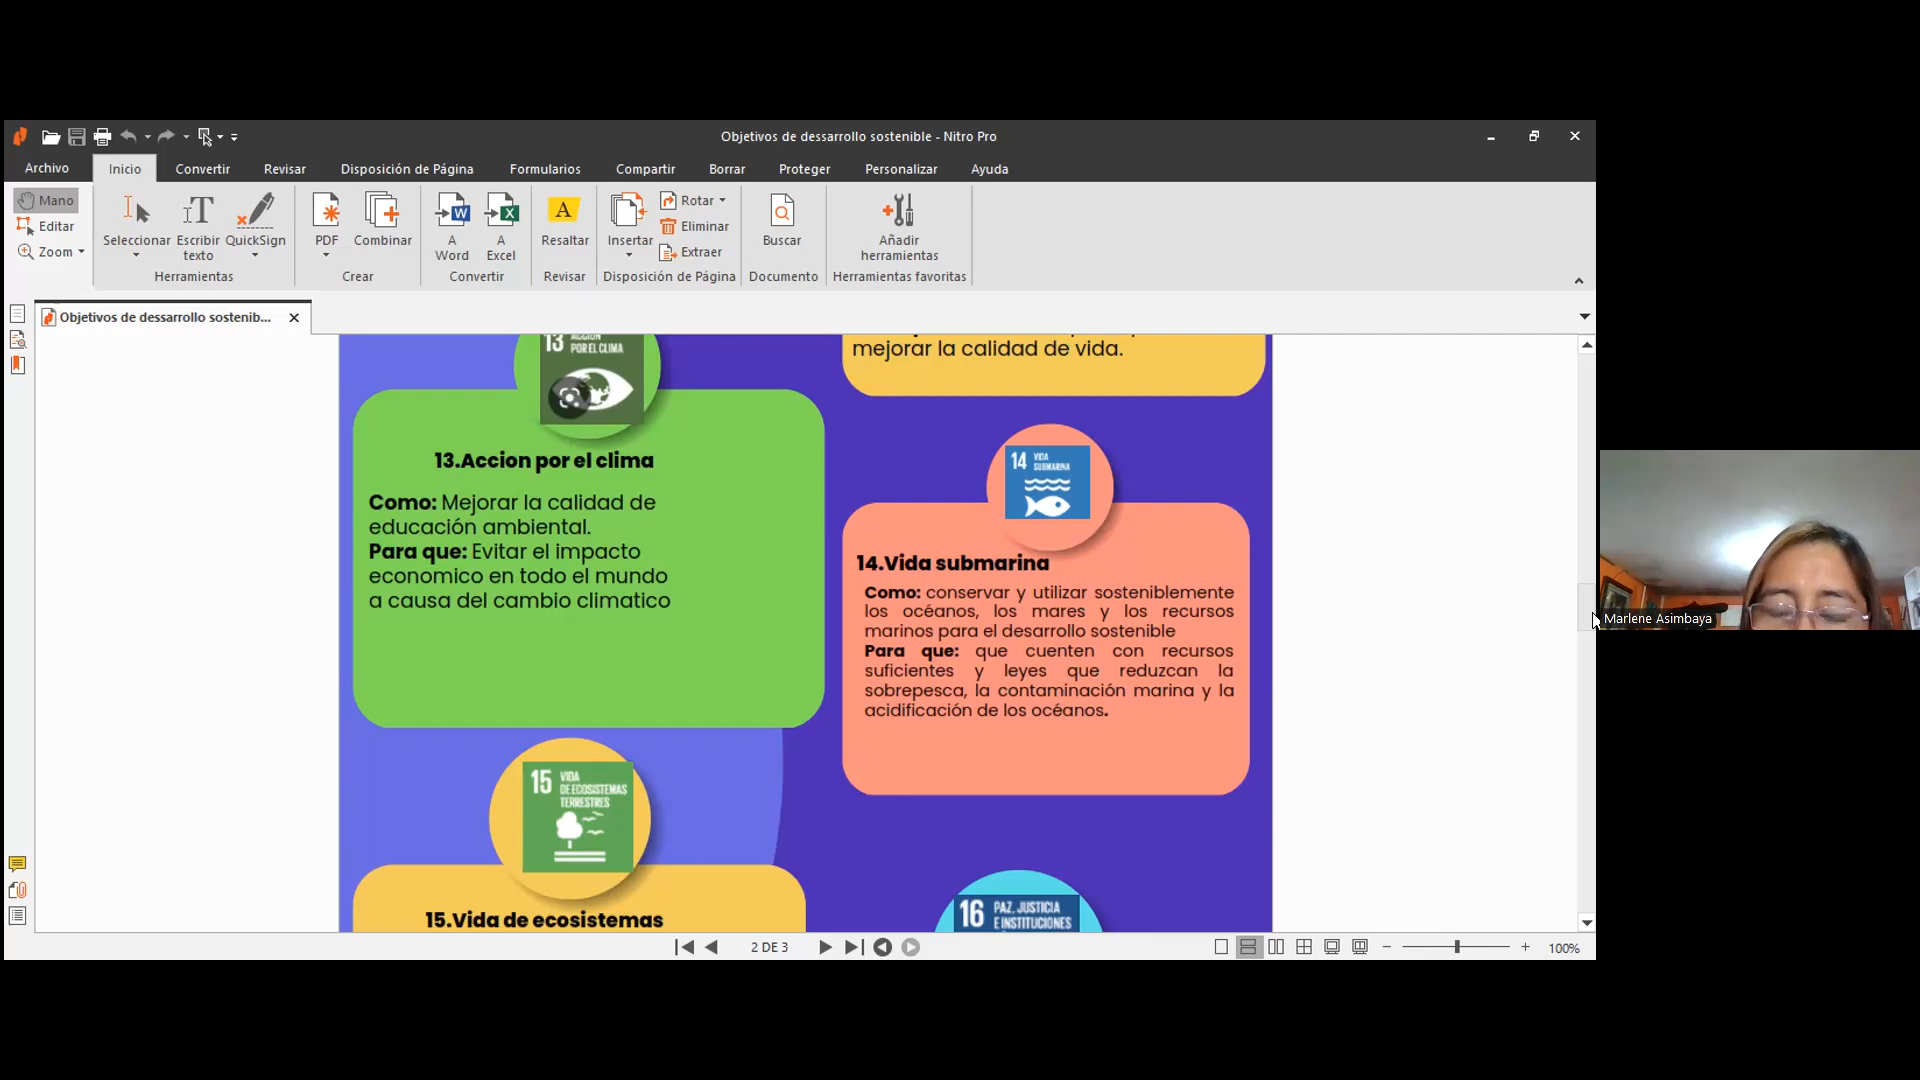 Objetivos de dessarrollo sostenible - Nitro Pro
Archivo Inicio Convertir Revisar Disposición de Página Formularios Compartir Borrar Proteger Personalizar Ayuda
Mano
Editar
Zoom
Seleccionar
Escribir
texto
QuickSign
Herramientas
PDF
Combinar
Crear
A
Word
A
Excel
Convertir
Resaltar
Revisar
Insertar
Rotar
Eliminar
Extraer
Disposición de Página
Buscar
Documento
Añadir
herramientas
Herramientas favoritas
Objetivos de dessarrollo sostenib...
13 ACCIÓN
POR EL CLIMA
13.Accion por el clima
Como: Mejorar la calidad de
educación ambiental.
Para que: Evitar el impacto
economico en todo el mundo
a causa del cambio climatico
mejorar la calidad de vida.
14 VIDA
SUBMARINA
14.Vida submarina
Como: conservar y utilizar sosteniblemente
los océanos, los mares y los recursos
marinos para el desarrollo sostenible
Para que: que cuenten con recursos
suficientes y leyes que reduzcan la
sobrepesca, la contaminación marina y la
acidificación de los océanos.
15 VIDA
DE ECOSISTEMAS
TERRESTRES
15.Vida de ecosistemas
16 PAZ, JUSTICIA
E INSTITUCIONES
2 DE 3
100%
Marlene Asimbaya